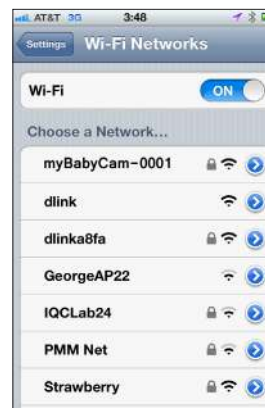 AT&T 3G 3:48
Settings Wi-Fi Networks
Wi-Fi ON
Choose a Network...
myBabyCam-0001
dlink
dlinka8fa
GeorgeAP22
IQCLab24
PMM Net
Strawberry